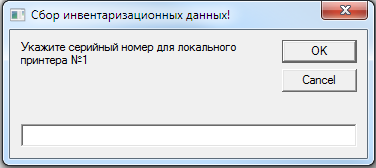 Сбор инвентаризационных данных!
Укажите серийный номер для локального
принтера №1
OK
Cancel